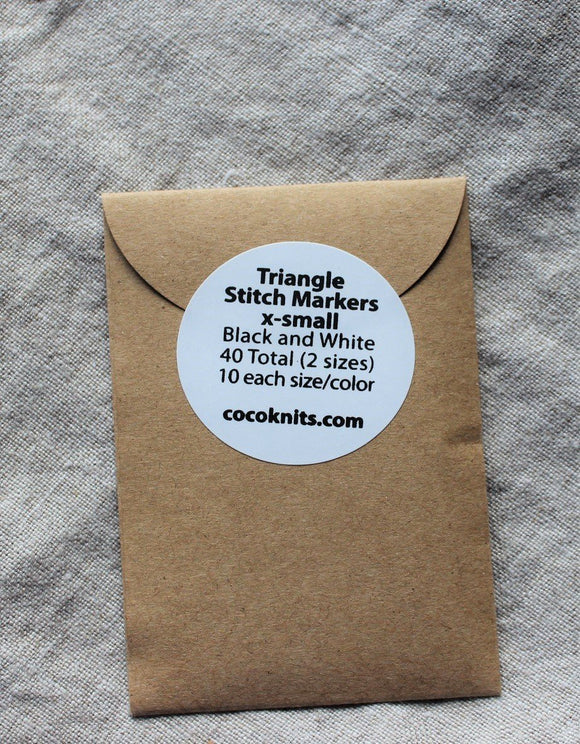 Triangle
Stitch Markers
x-small
Black and White
40 Total (2 sizes)
10 each size/color
cocoknits.com